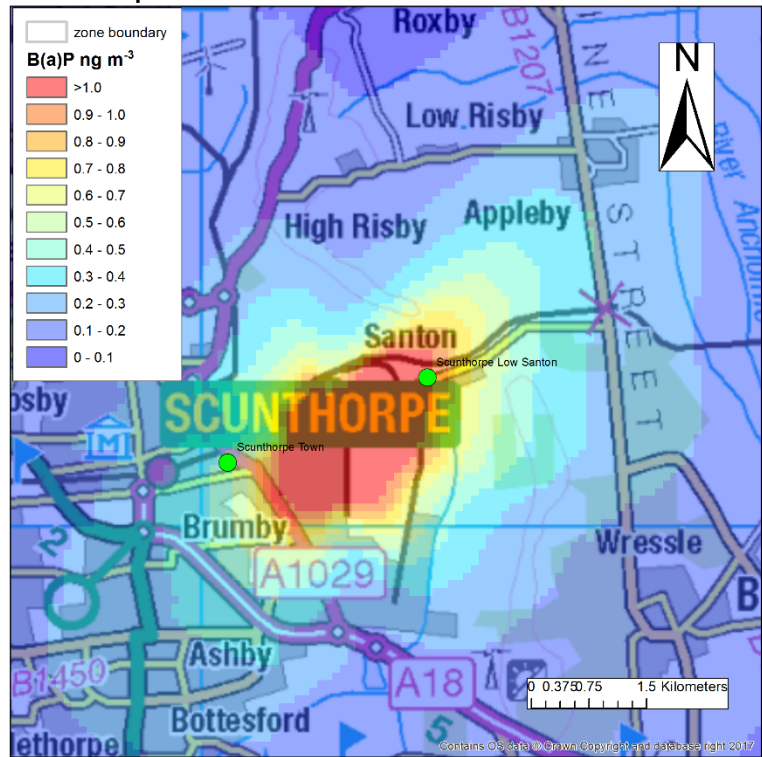 zone boundary
B(a)P ng m⁻³
>1.0
0.9 - 1.0
0.8 - 0.9
0.7 - 0.8
0.6 - 0.7
0.5 - 0.6
0.4 - 0.5
0.3 - 0.4
0.2 - 0.3
0.1 - 0.2
0 - 0.1
Roxby
B1207
N
Low Risby
River
High Risby
Appleby
STREET
Santon
Scunthorpe Low Santon
SCUNTHORPE
osby
M
Scunthorpe Town
2
Brumby
Wressle
A1029
B
Ashby
B1450
A18
0 0.375 0.75 1.5 Kilometers
Bottesford
5
lethorpe
Contains OS data © Crown Copyright and database right 2017